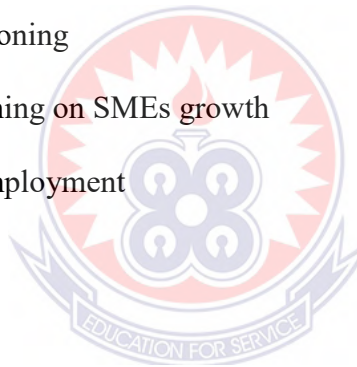 oning
ning on SMEs growth
nployment
EDUCATION FOR SERVICE